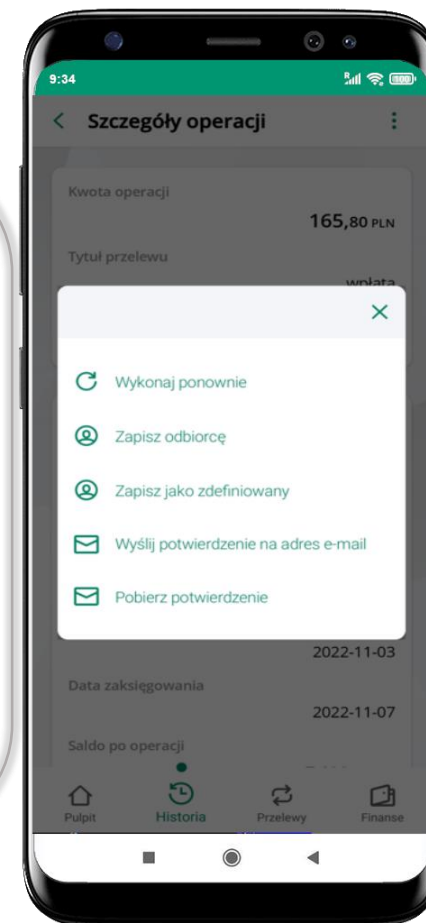 9:34
100
Szczegóły operacji
Kwota operacji
165,80 PLN
Tytuł przelewu
wpłata
Wykonaj ponownie
Zapisz odbiorcę
Zapisz jako zdefiniowany
Wyślij potwierdzenie na adres e-mail
Pobierz potwierdzenie
2022-11-03
Data zaksięgowania
2022-11-07
Saldo po operacji
Pulpit
Historia
Przelewy
Finanse